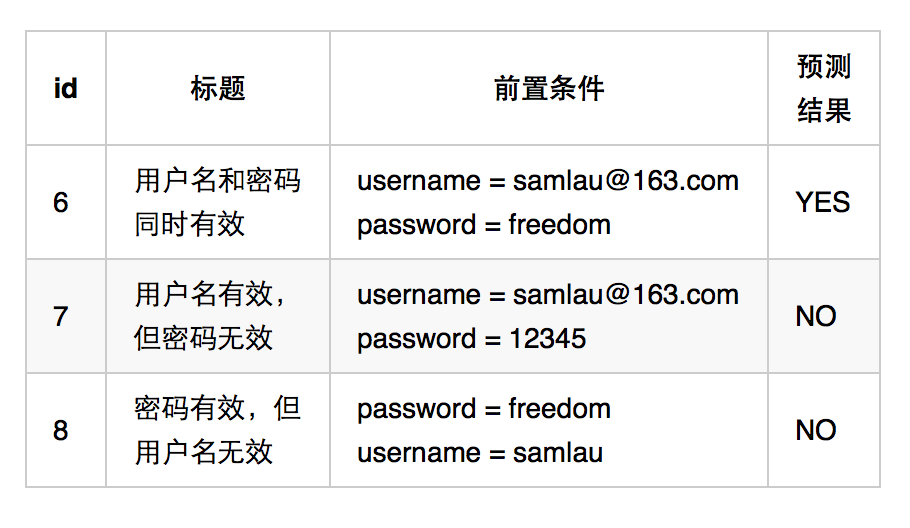 id
标题
前置条件
预测
结果
6
用户名和密码
同时有效
username = samlau@163.com
password = freedom
YES
7
用户名有效，
但密码无效
username = samlau@163.com
password = 12345
NO
8
密码有效，但
用户名无效
password = freedom
username = samlau
NO